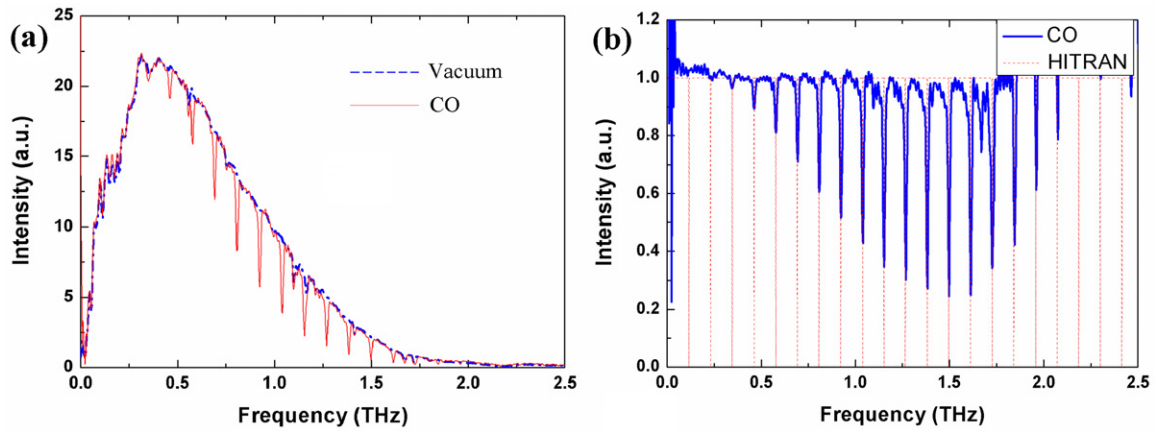 (a)
Vacuum
CO
Intensity (a.u.)
25
20
15
10
5
0
0.0 0.5 1.0 1.5 2.0 2.5
Frequency (THz)
(b)
CO
HITRAN
Intensity (a.u.)
1.2
1.0
0.8
0.6
0.4
0.2
0.0
0.0 0.5 1.0 1.5 2.0 2.5
Frequency (THz)